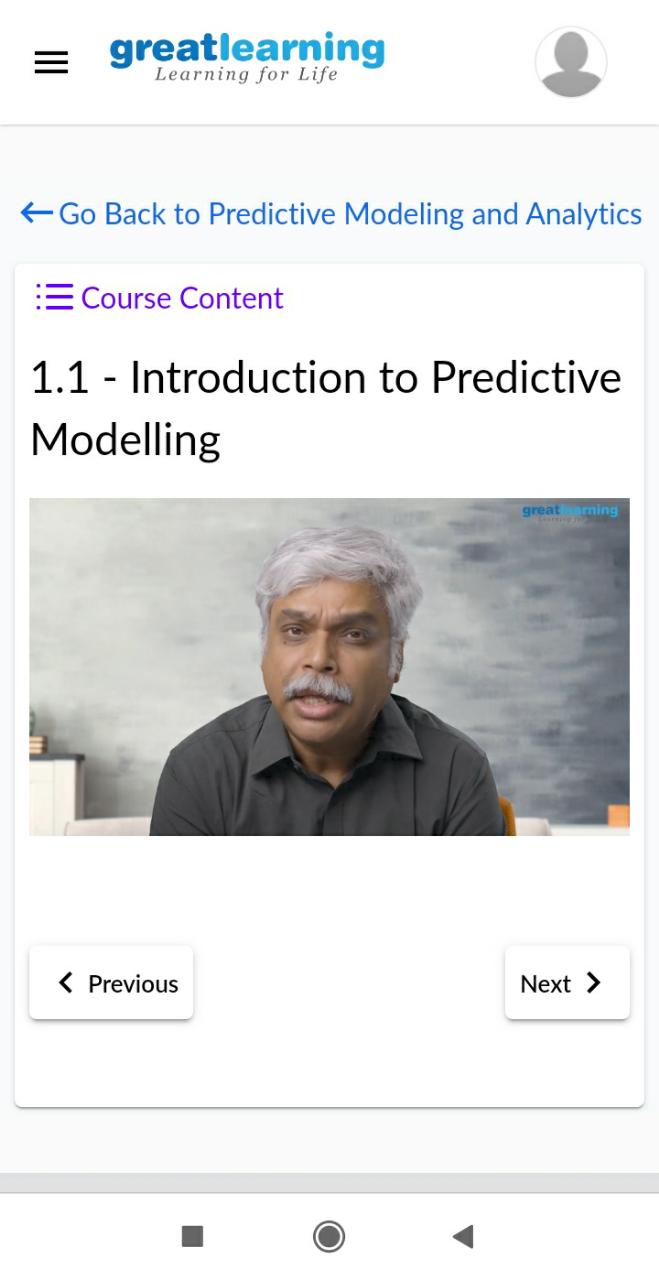 greatlearning
Learning for Life
Go Back to Predictive Modeling and Analytics
Course Content
1.1 - Introduction to Predictive
Modelling
greatlearning
Learning for Life
Previous
Next